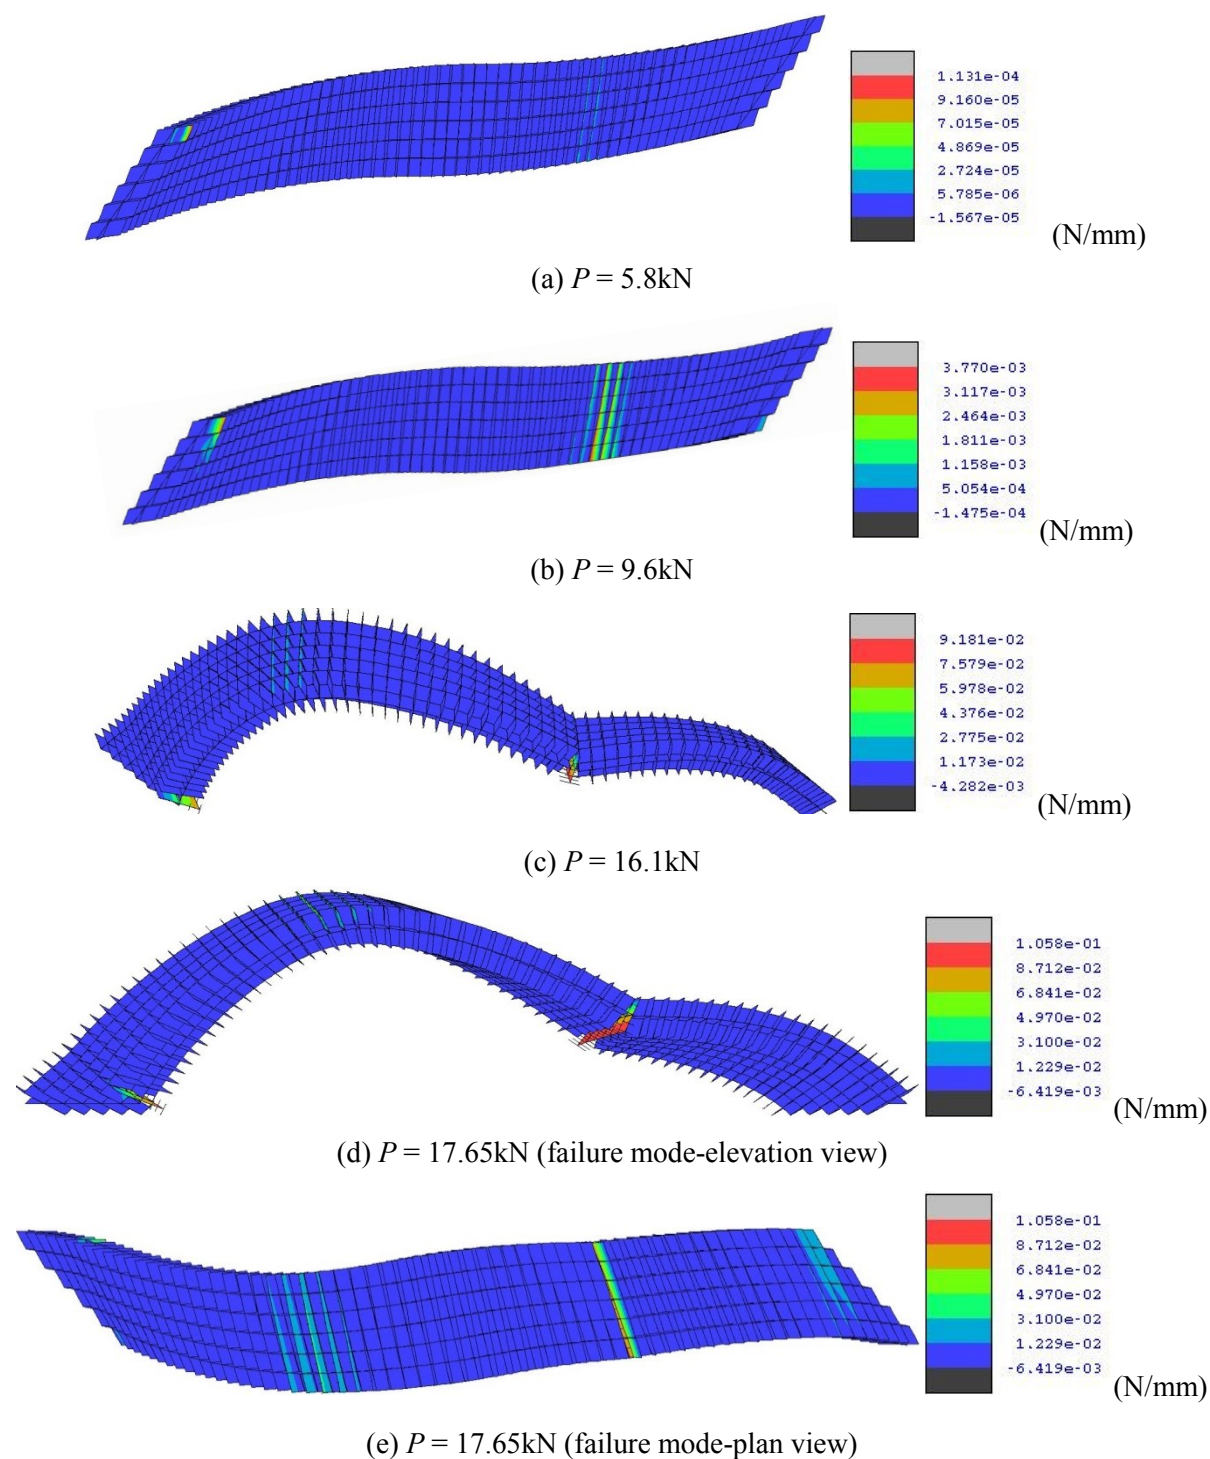 1.131e-04
9.160e-05
7.015e-05
4.869e-05
2.724e-05
5.785e-06
-1.567e-05
(N/mm)
(a) P = 5.8kN
3.770e-03
3.117e-03
2.464e-03
1.811e-03
1.158e-03
5.054e-04
-1.475e-04
(N/mm)
(b) P = 9.6kN
9.181e-02
7.579e-02
5.978e-02
4.376e-02
2.775e-02
1.173e-02
-4.282e-03
(N/mm)
(c) P = 16.1kN
1.058e-01
8.712e-02
6.841e-02
4.970e-02
3.100e-02
1.229e-02
-6.419e-03
(N/mm)
(d) P = 17.65kN (failure mode-elevation view)
1.058e-01
8.712e-02
6.841e-02
4.970e-02
3.100e-02
1.229e-02
-6.419e-03
(N/mm)
(e) P = 17.65kN (failure mode-plan view)